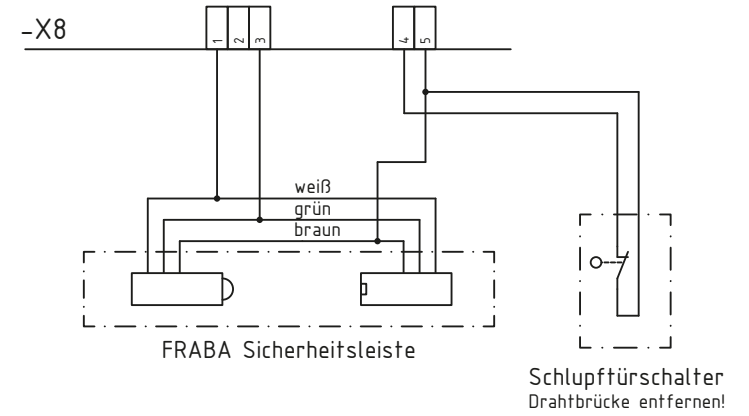 -X8
1 2 3 4 5
weiß
grün
braun
FRABA Sicherheitsleiste
Schlupftürschalter
Drahtbrücke entfernen!